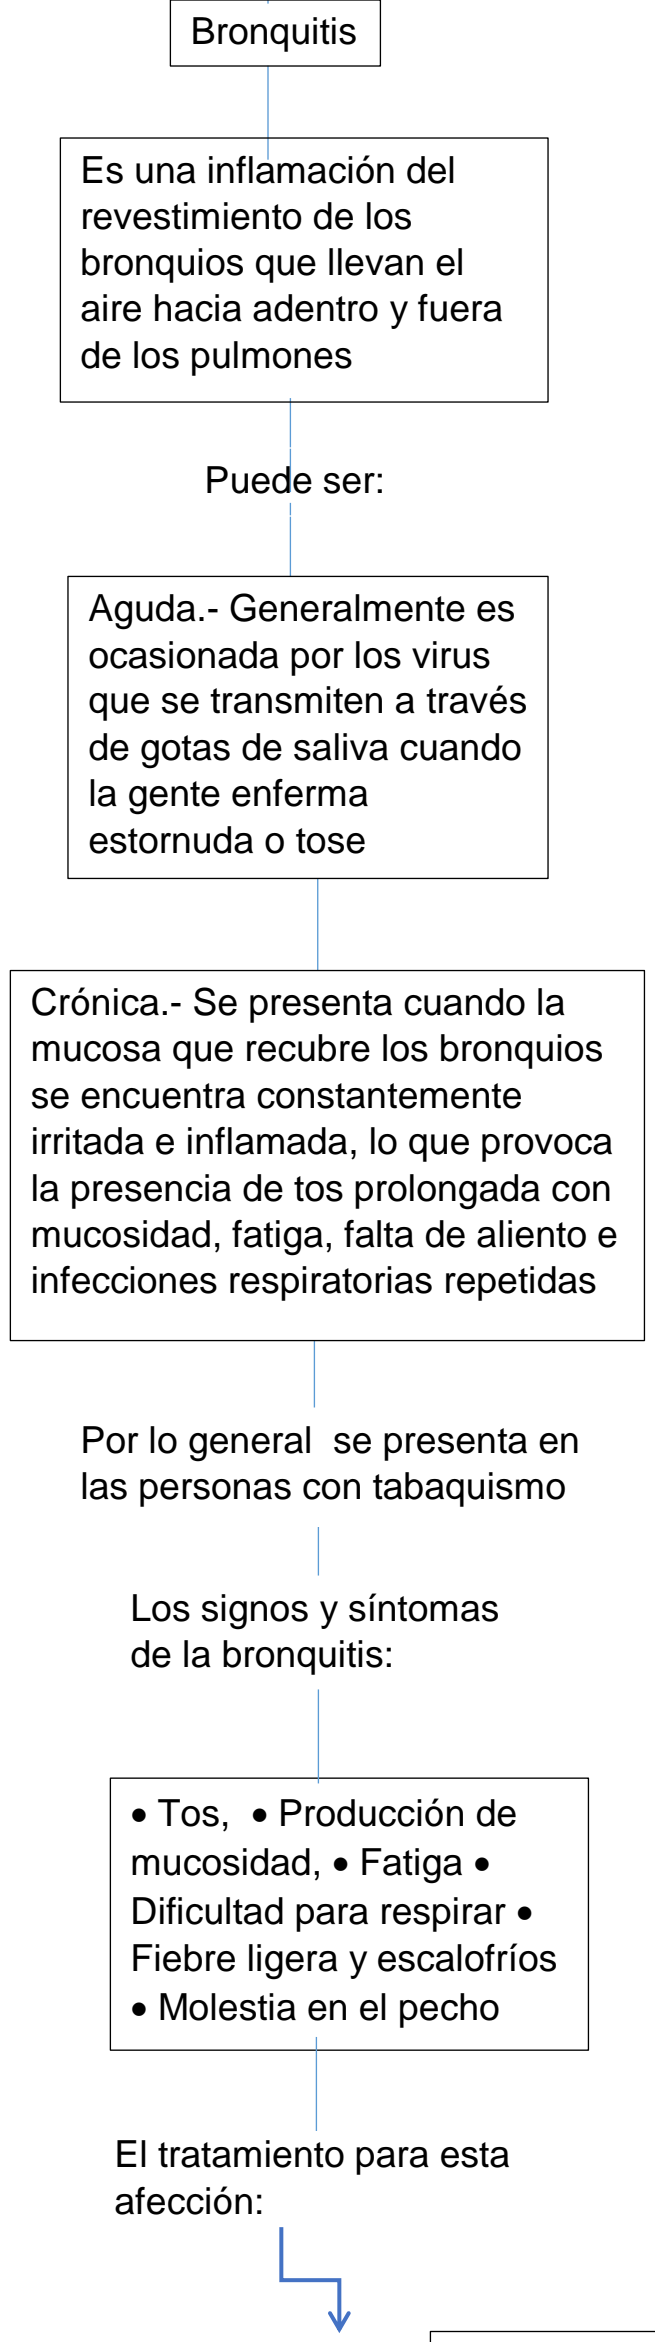 Bronquitis
Es una inflamación del
revestimiento de los
bronquios que llevan el
aire hacia adentro y fuera
de los pulmones
Puede ser:
Aguda.- Generalmente es
ocasionada por los virus
que se transmiten a través
de gotas de saliva cuando
la gente enferma
estornuda o tose
Crónica.- Se presenta cuando la
mucosa que recubre los bronquios
se encuentra constantemente
irritada e inflamada, lo que provoca
la presencia de tos prolongada con
mucosidad, fatiga, falta de aliento e
infecciones respiratorias repetidas
Por lo general  se presenta en
las personas con tabaquismo
Los signos y síntomas
de la bronquitis:
• Tos,  • Producción de
mucosidad, • Fatiga •
Dificultad para respirar •
Fiebre ligera y escalofríos
• Molestia en el pecho
El tratamiento para esta
afección: